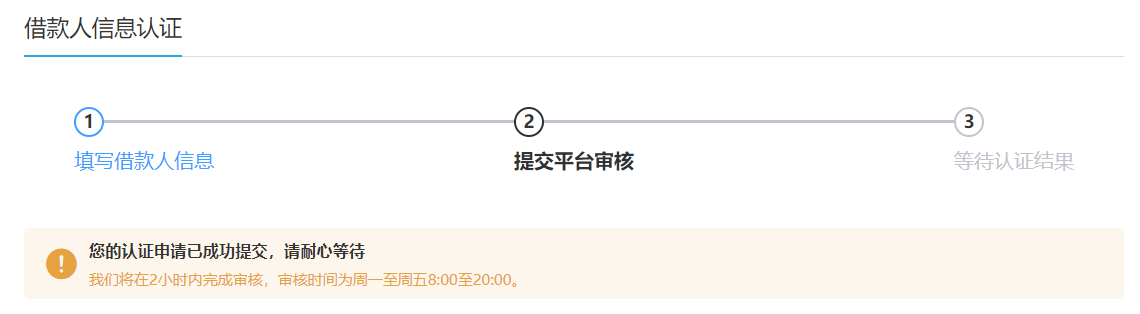 借款人信息认证
1
2
3
填写借款人信息
提交平台审核
等待认证结果
您的认证申请已成功提交，请耐心等待
我们将在2小时内完成审核，审核时间为周一至周五8:00至20:00。